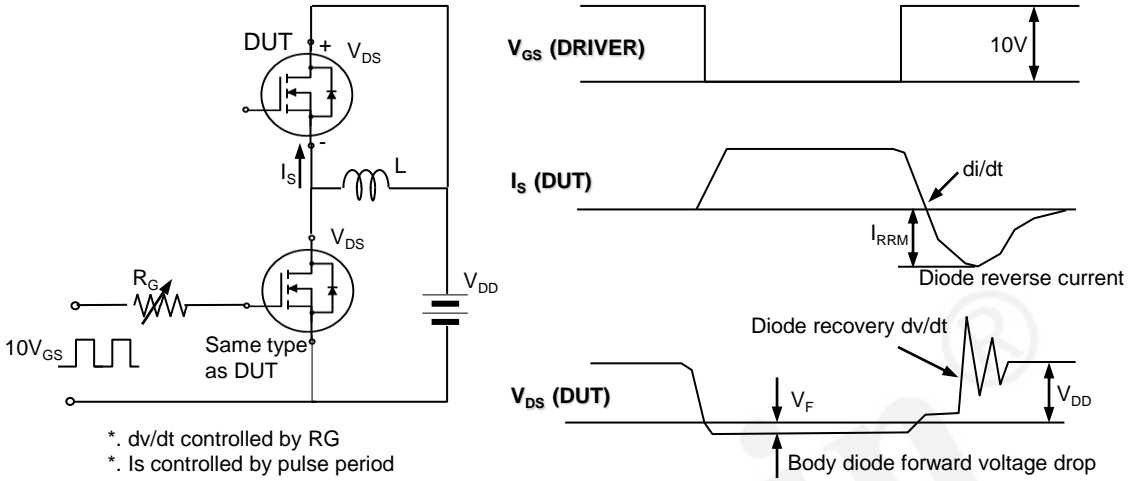 DUT
+
V_DS
-
I_S
L
V_DS
R_G
V_DD
10V_GS
Same type
as DUT
*. dv/dt controlled by RG
*. Is controlled by pulse period
V_GS (DRIVER)
10V
I_S (DUT)
di/dt
I_RRM
Diode reverse current
Diode recovery dv/dt
V_DS (DUT)
V_F
V_DD
Body diode forward voltage drop
®